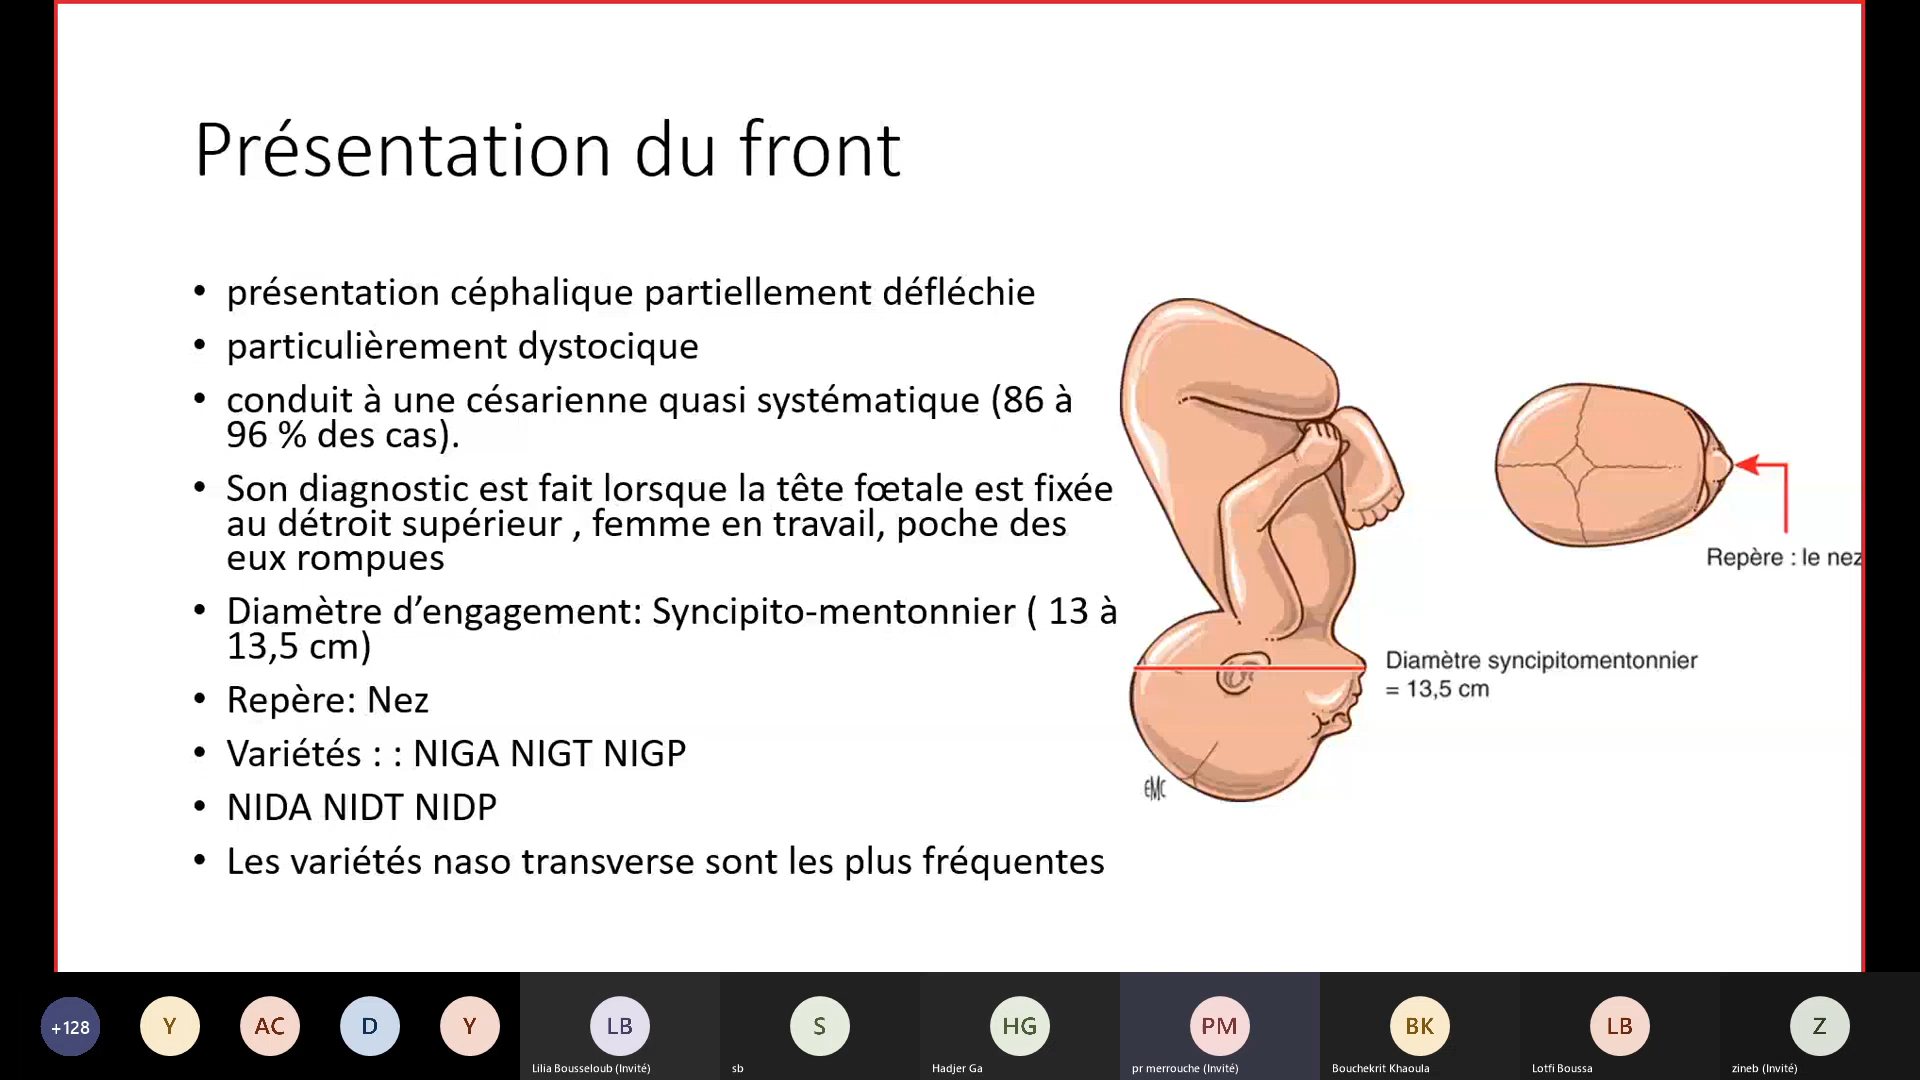 Présentation du front
• présentation céphalique partiellement défléchie
• particulièrement dystocique
• conduit à une césarienne quasi systématique (86 à
96 % des cas).
• Son diagnostic est fait lorsque la tête fœtale est fixée
au détroit supérieur , femme en travail, poche des
eux rompues
• Diamètre d’engagement: Syncipito-mentonnier ( 13 à
13,5 cm)
• Repère: Nez
• Variétés : : NIGA NIGT NIGP
• NIDA NIDT NIDP
• Les variétés naso transverse sont les plus fréquentes
Repère : le nez
Diamètre syncipitomentonnier
= 13,5 cm
EMC
+128
Y
AC
D
Y
LB
S
HG
PM
BK
LB
Z
Lilia Bousseloub (Invité)
sb
Hadjer Ga
pr merrouche (Invité)
Bouchekrit Khaoula
Lotfi Boussa
zineb (Invité)